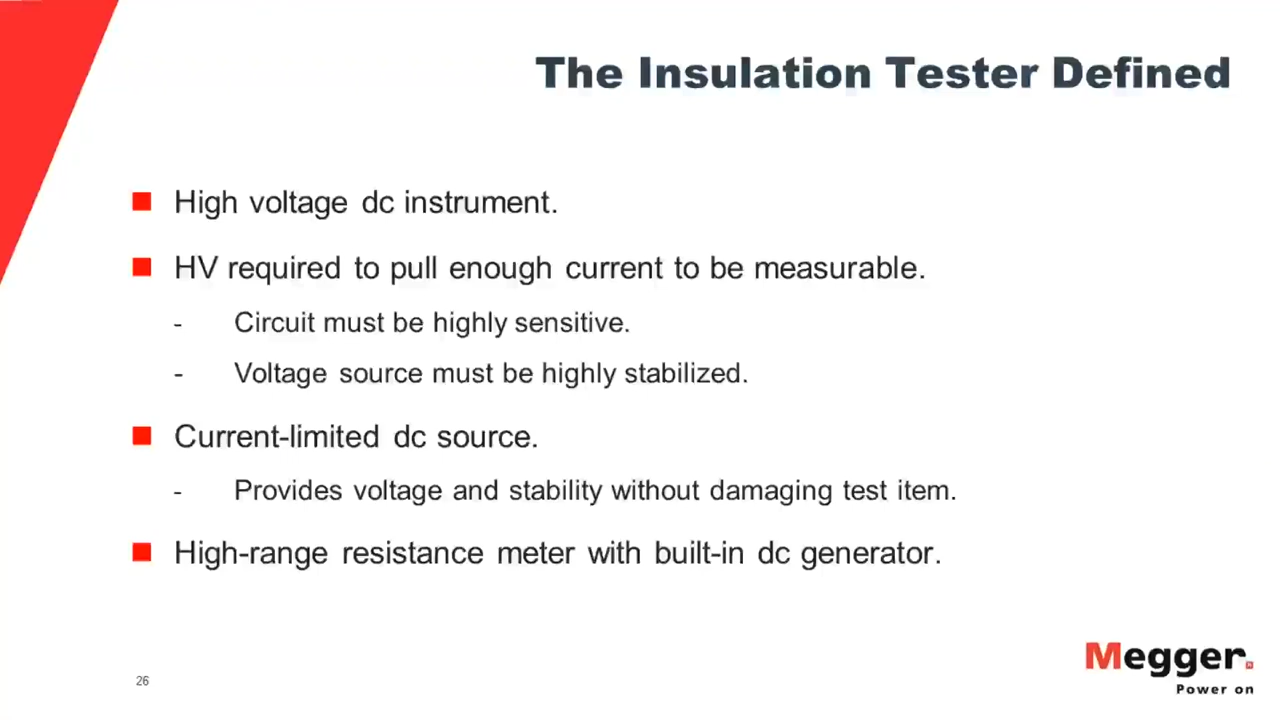 The Insulation Tester Defined
High voltage dc instrument.
HV required to pull enough current to be measurable.
- Circuit must be highly sensitive.
- Voltage source must be highly stabilized.
Current-limited dc source.
- Provides voltage and stability without damaging test item.
High-range resistance meter with built-in dc generator.
26
Megger.
Power on